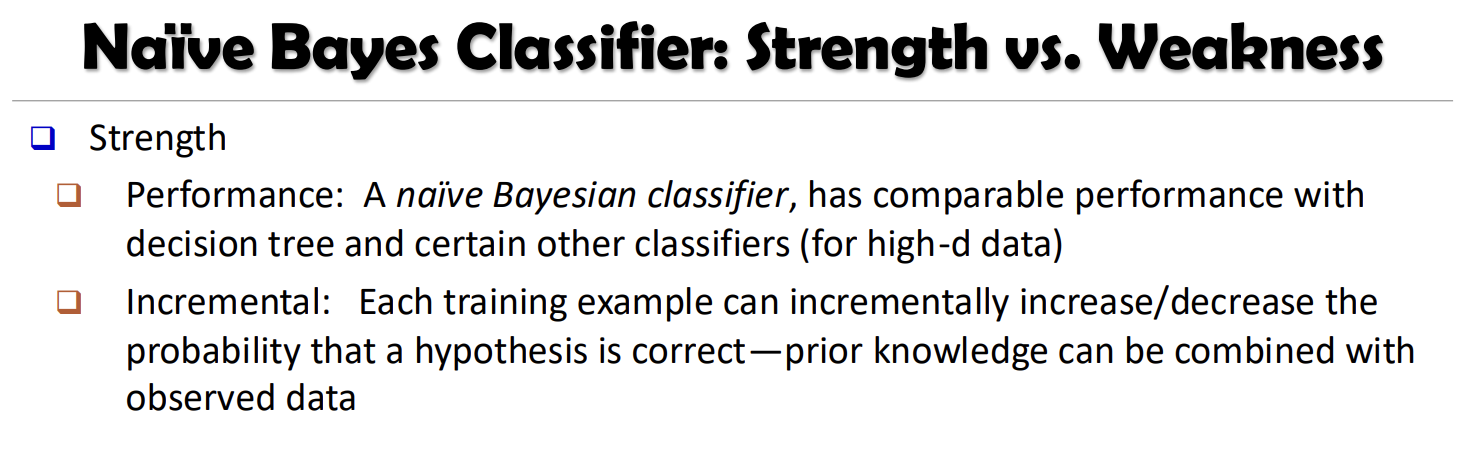 Naïve Bayes Classifier: Strength vs. Weakness
Strength
Performance: A naïve Bayesian classifier, has comparable performance with
decision tree and certain other classifiers (for high-d data)
Incremental: Each training example can incrementally increase/decrease the
probability that a hypothesis is correct—prior knowledge can be combined with
observed data